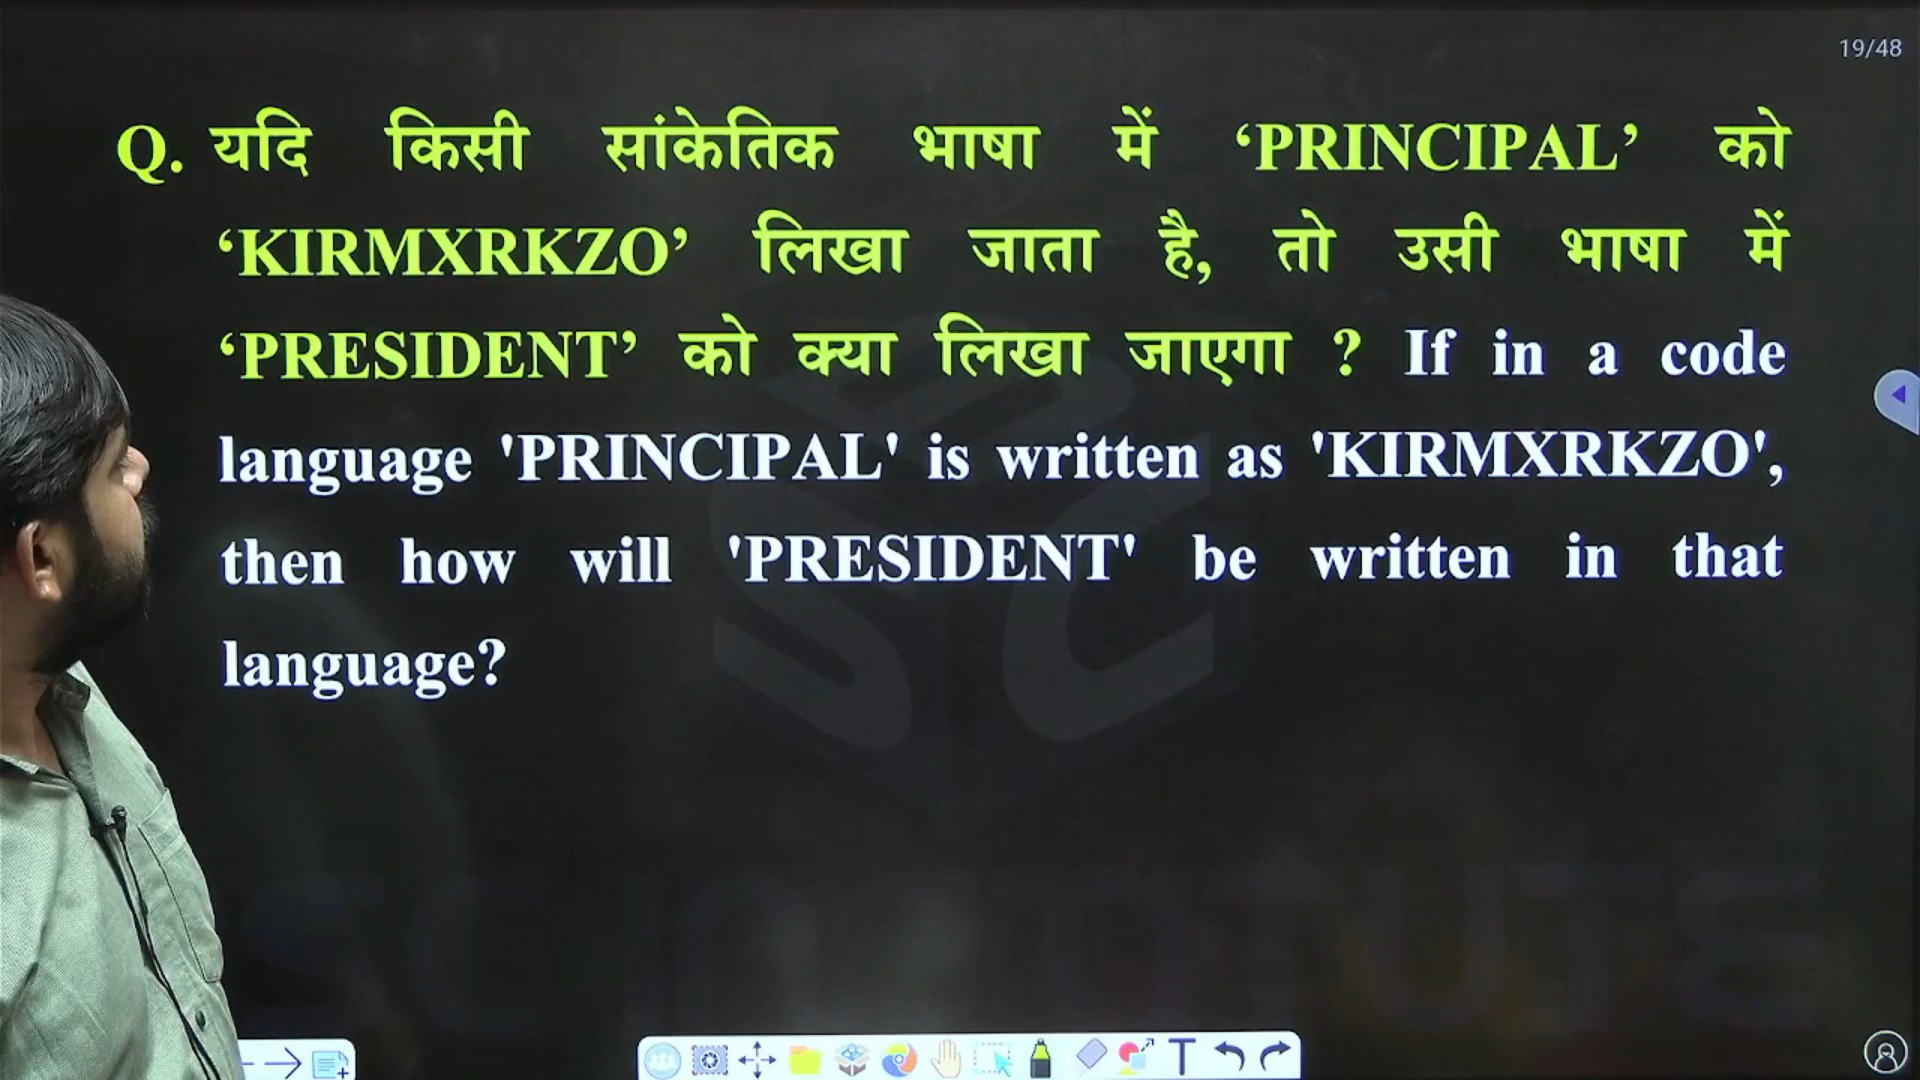 19/48
Q. यदि किसी सांकेतिक भाषा में ‘PRINCIPAL’ को
‘KIRMXRKZO’ लिखा जाता है, तो उसी भाषा में
‘PRESIDENT’ को क्या लिखा जाएगा ? If in a code
language 'PRINCIPAL' is written as 'KIRMXRKZO',
then how will 'PRESIDENT' be written in that
language?